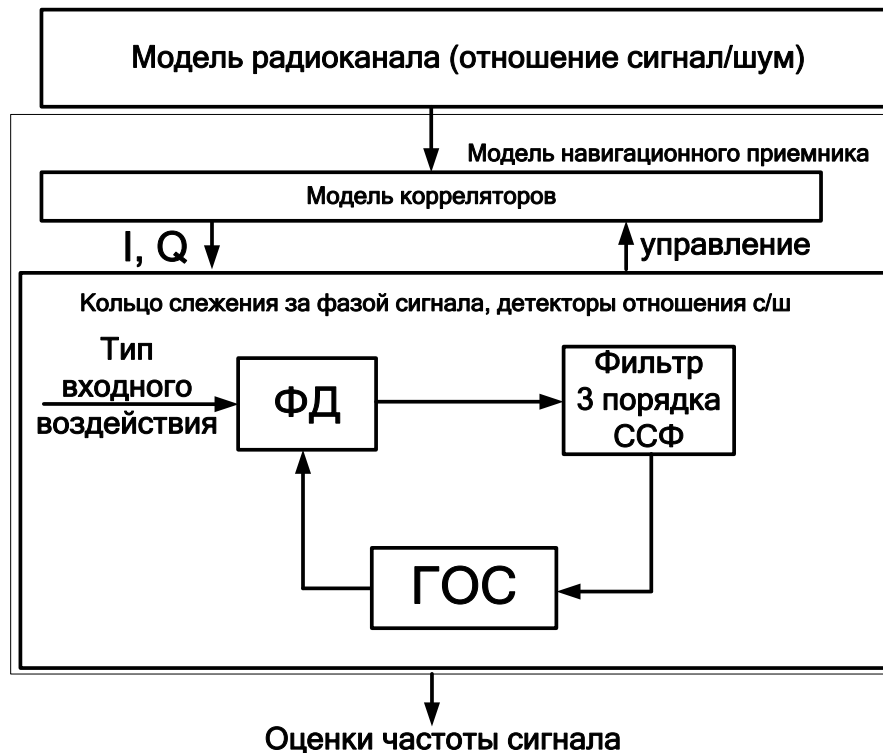 Модель радиоканала (отношение сигнал/шум)
Модель навигационного приемника
Модель корреляторов
I, Q
управление
Кольцо слежения за фазой сигнала, детекторы отношения с/ш
Тип
входного
воздействия
ФД
Фильтр
3 порядка
ССФ
ГОС
Оценки частоты сигнала